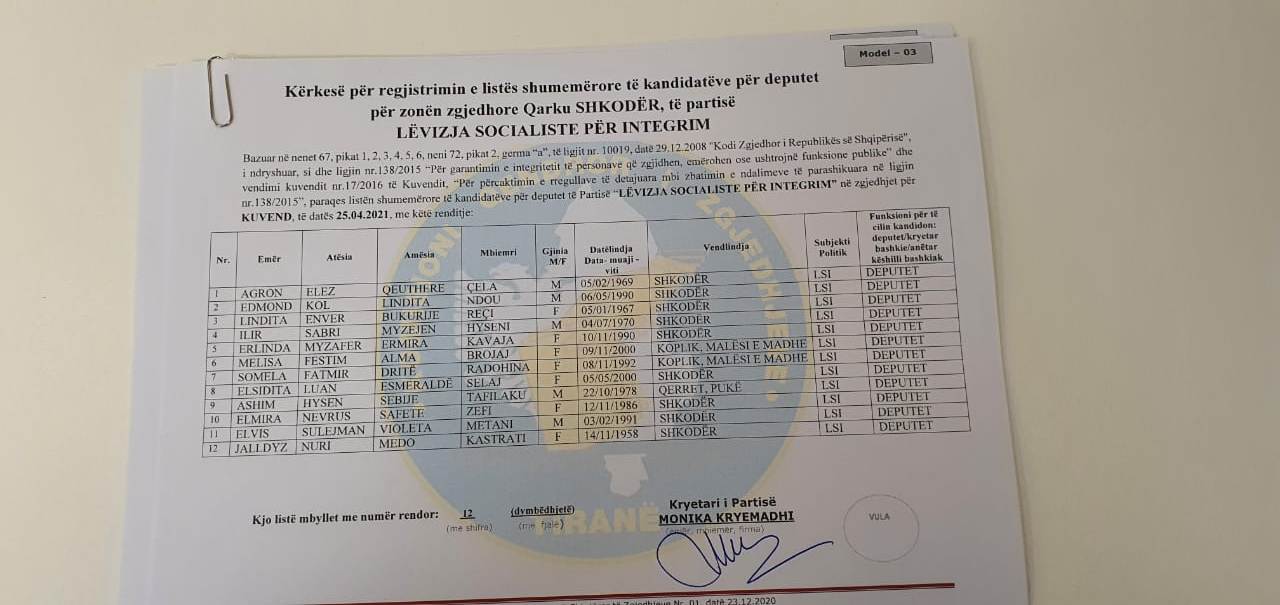 Model – 03
Kërkesë për regjistrimin e listës shumemërore të kandidatëve për deputet
për zonën zgjedhore Qarku SHKODËR, të partisë
LËVIZJA SOCIALISTE PËR INTEGRIM
Bazuar në nenet 67, pikat 1, 2, 3, 4, 5, 6, neni 72, pikat 2, germa "a", të ligjit nr. 10019, datë 29.12.2008 "Kodi Zgjedhor i Republikës së Shqipërisë",
i ndryshuar, si dhe ligjin nr.138/2015 "Për garantimin e integritetit të personave që zgjidhen, emërohen ose ushtrojnë funksione publike" dhe
vendimi kuvendit nr.17/2016 të Kuvendit, "Për përcaktimin e rregullave të detajuara mbi zbatimin e ndalimeve të parashikuara në ligjin
nr.138/2015", paraqes listën shumemërore të kandidatëve për deputet të Partisë "LËVIZJA SOCIALISTE PËR INTEGRIM" në zgjedhjet për
KUVEND, të datës 25.04.2021, me këtë renditje:
Nr. Emër Atësia Amësia Mbiemri Gjinia M/F Datëlindja Data- muaji - viti Vendlindja Subjekti Politik Funksioni për të cilin kandidon: deputet/kryetar bashkie/anëtar këshilli bashkiak
1 AGRON ELEZ QEUTHERE ÇELA M 05/02/1969 SHKODËR LSI DEPUTET
2 EDMOND KOL LINDITA NDOU M 06/05/1990 SHKODËR LSI DEPUTET
3 LINDITA ENVER BUKURIJE REÇI F 05/01/1967 SHKODËR LSI DEPUTET
4 ILIR SABRI MYZEJEN HYSENI M 04/07/1970 SHKODËR LSI DEPUTET
5 ERLINDA MYZAFER ERMIRA KAVAJA F 10/11/1990 SHKODËR LSI DEPUTET
6 MELISA FESTIM ALMA BROJAJ F 09/11/2000 KOPLIK, MALËSI E MADHE LSI DEPUTET
7 SOMELA FATMIR DRITË RADOHINA F 08/11/1992 KOPLIK, MALËSI E MADHE LSI DEPUTET
8 ELSIDITA LUAN ESMERALDË SELAJ F 05/05/2000 SHKODËR LSI DEPUTET
9 ASHIM HYSEN SEBIJE TAFILAKU M 22/10/1978 QERRET, PUKË LSI DEPUTET
10 ELMIRA NEVRUS SAFETE ZEFI F 12/11/1986 SHKODËR LSI DEPUTET
11 ELVIS SULEJMAN VIOLETA METANI M 03/02/1991 SHKODËR LSI DEPUTET
12 JALLDYZ NURI MEDO KASTRATI F 14/11/1958 SHKODËR LSI DEPUTET
Kjo listë mbyllet me numër rendor: 12 (dymbëdhjetë)
(me shifra) (me fjalë)
Kryetari i Partisë
MONIKA KRYEMADHI
(emër, mbiemër, firma)
VULA
Nr. 01, datë 23.12.2020